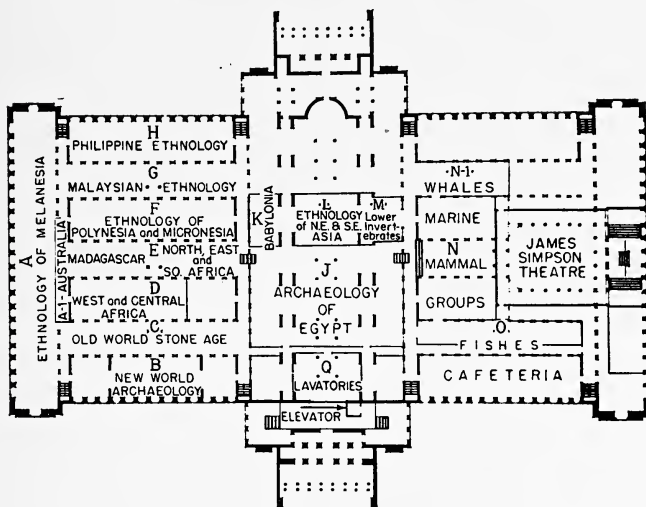 H
PHILIPPINE ETHNOLOGY
G
MALAYSIAN ETHNOLOGY
F
ETHNOLOGY OF
POLYNESIA and MICRONESIA
MADAGASCAR
E
NORTH, EAST
and
SO. AFRICA
D
WEST and CENTRAL
AFRICA
C.
OLD WORLD STONE AGE
B
NEW WORLD
ARCHAEOLOGY
A
ETHNOLOGY OF MELANESIA
A-1-AUSTRALIA
K
BABYLONIA
L
ETHNOLOGY
of N.E. & S.E.
ASIA
M
Lower
Invert-
ebrates
J
ARCHAEOLOGY
OF
EGYPT
Q
LAVATORIES
ELEVATOR
N-1
WHALES
MARINE
N
MAMMAL
GROUPS
JAMES
SIMPSON
THEATRE
.O.
FISHES
CAFETERIA